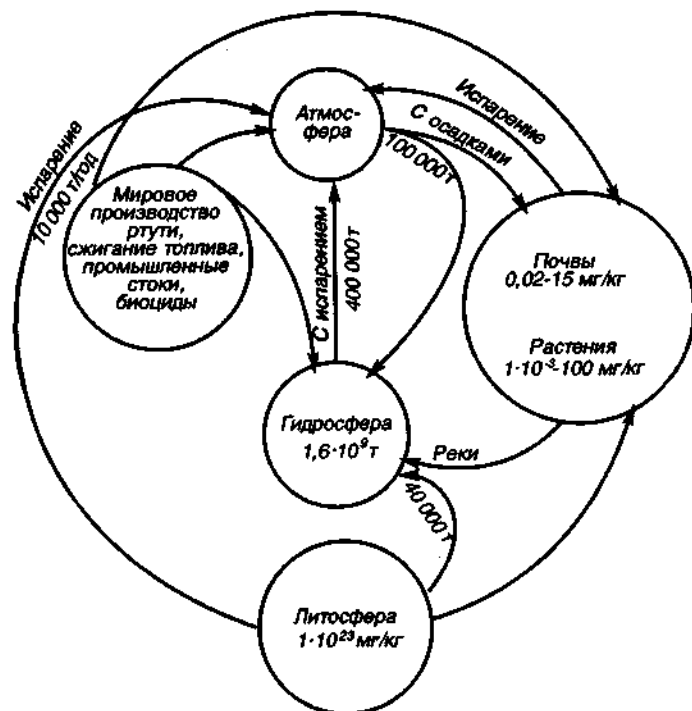 Атмос-
фера
Испарение
С осадками
100 000 т
Испарение
10 000 т/год
Мировое
производство
ртути,
сжигание топлива,
промышленные
стоки,
биоциды
С испарением
400 000 т
Почвы
0,02-15 мг/кг
Растения
1·10⁻³-100 мг/кг
Гидросфера
1,6·10⁹ т
Реки
40 000 т
Литосфера
1·10²³ мг/кг